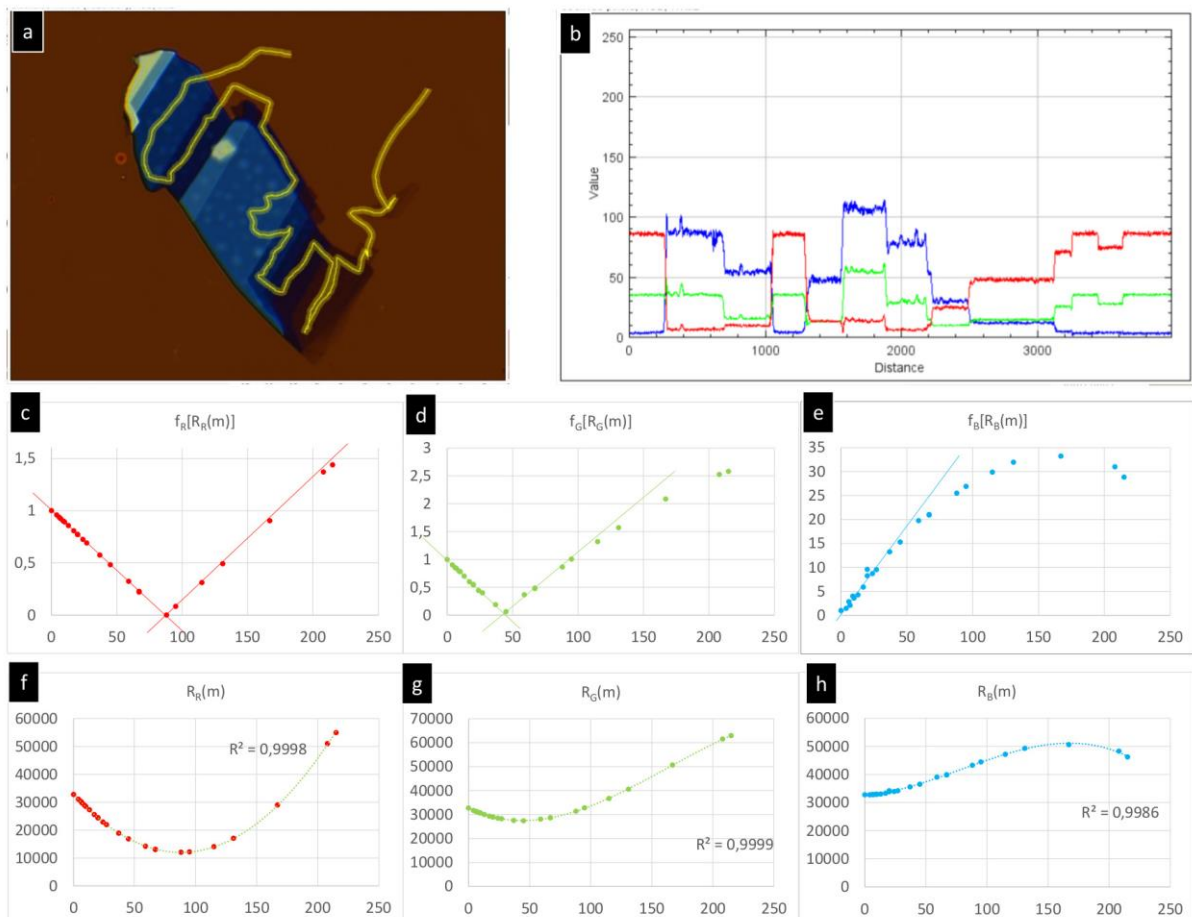 a
b
250
200
150
100
50
0
Value
0 1000 2000 3000
Distance
c
f_R[R_R(m)]
1,5
1
0,5
0
0 50 100 150 200 250
d
f_G[R_G(m)]
3
2,5
2
1,5
1
0,5
0
0 50 100 150 200 250
e
f_B[R_B(m)]
35
30
25
20
15
10
5
0
0 50 100 150 200 250
f
R_R(m)
60000
50000
40000
30000
20000
10000
0
R² = 0,9998
0 50 100 150 200 250
g
R_G(m)
70000
60000
50000
40000
30000
20000
10000
0
R² = 0,9999
0 50 100 150 200 250
h
R_B(m)
60000
50000
40000
30000
20000
10000
0
R² = 0,9986
0 50 100 150 200 250